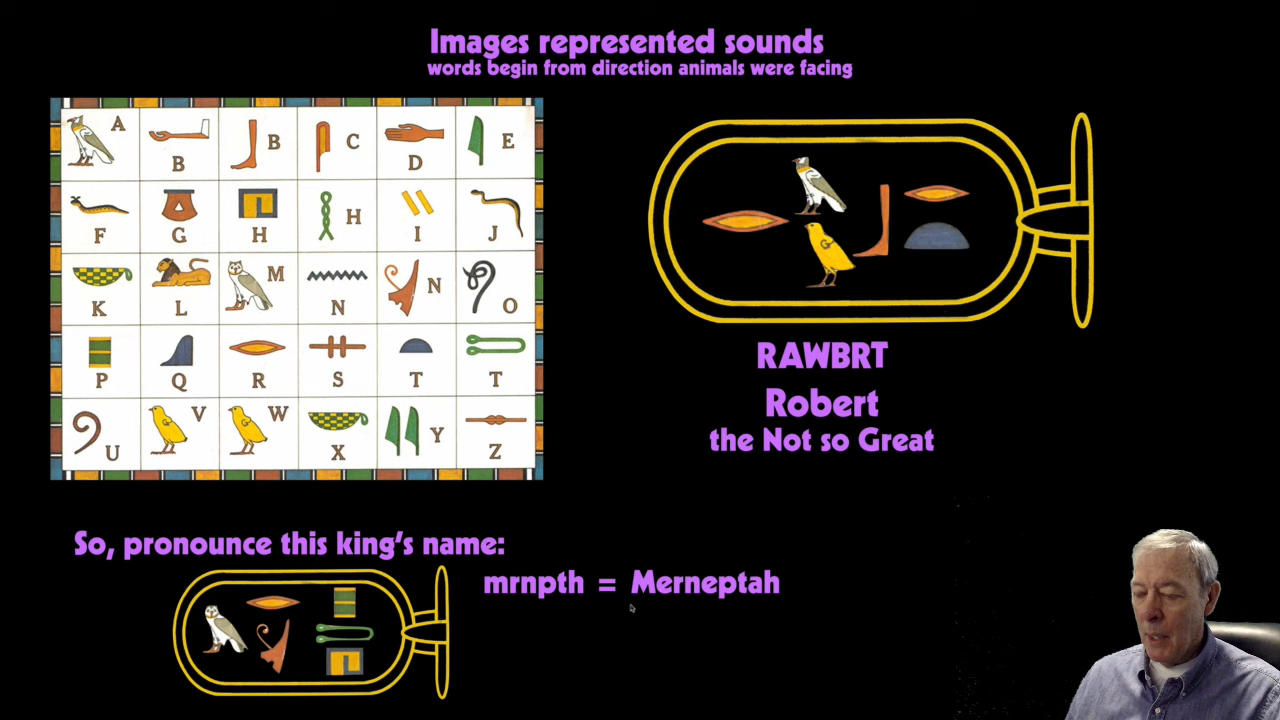 Images represented sounds
words begin from direction animals were facing
A B B C D E
F G H H I J
K L M N N O
P Q R S T T
U V W X Y Z
RAWBRT
Robert
the Not so Great
So, pronounce this king's name:
mrnpth = Merneptah